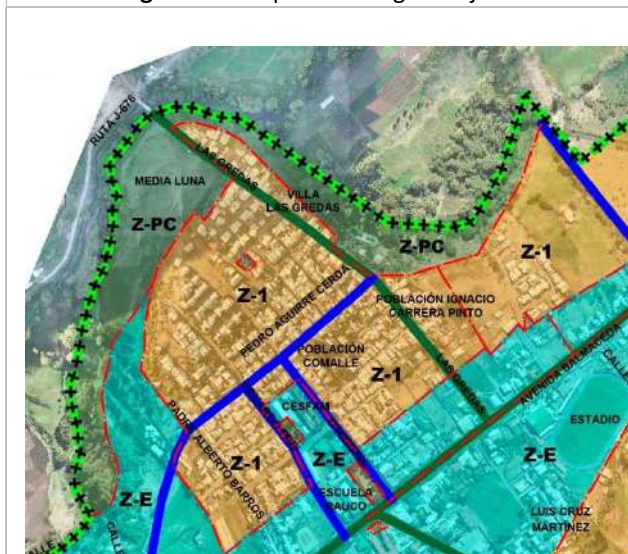 RUTA J-676
LAS GREDAS
MEDIA LUNA
VILLA
LAS GREDAS
Z-PC
Z-PC
Z-1
Z-1
PEDRO AGUIRRE CERDA
POBLACIÓN IGNACIO
CARRERA PINTO
POBLACIÓN
COMALLE
Z-1
LAS GREDAS
AVENIDA BALMACEDA
CALLE
CESFAM
ESTADIO
PADRE ALBERTO BARROS
Z-1
Z-E
Z-E
ESCUELA
RAUCO
Z-E
LUIS CRUZ
MARTINEZ